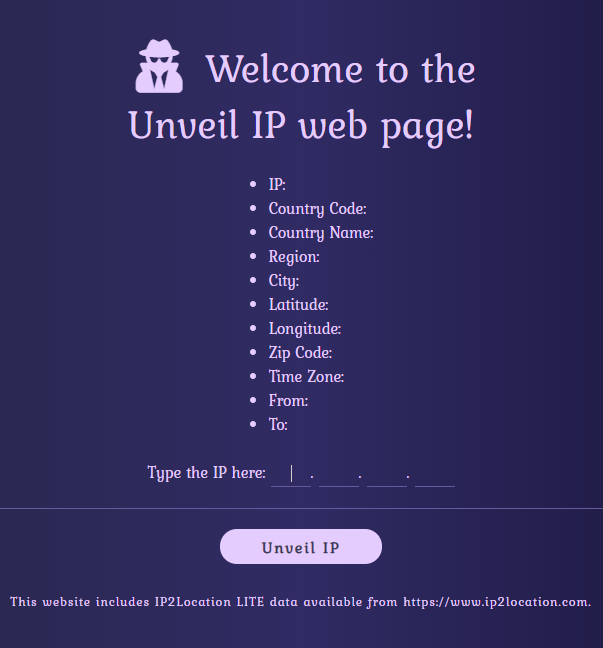 Welcome to the
Unveil IP web page!
IP:
Country Code:
Country Name:
Region:
City:
Latitude:
Longitude:
Zip Code:
Time Zone:
From:
To:
Type the IP here: . . .
Unveil IP
This website includes IP2Location LITE data available from https://www.ip2location.com.